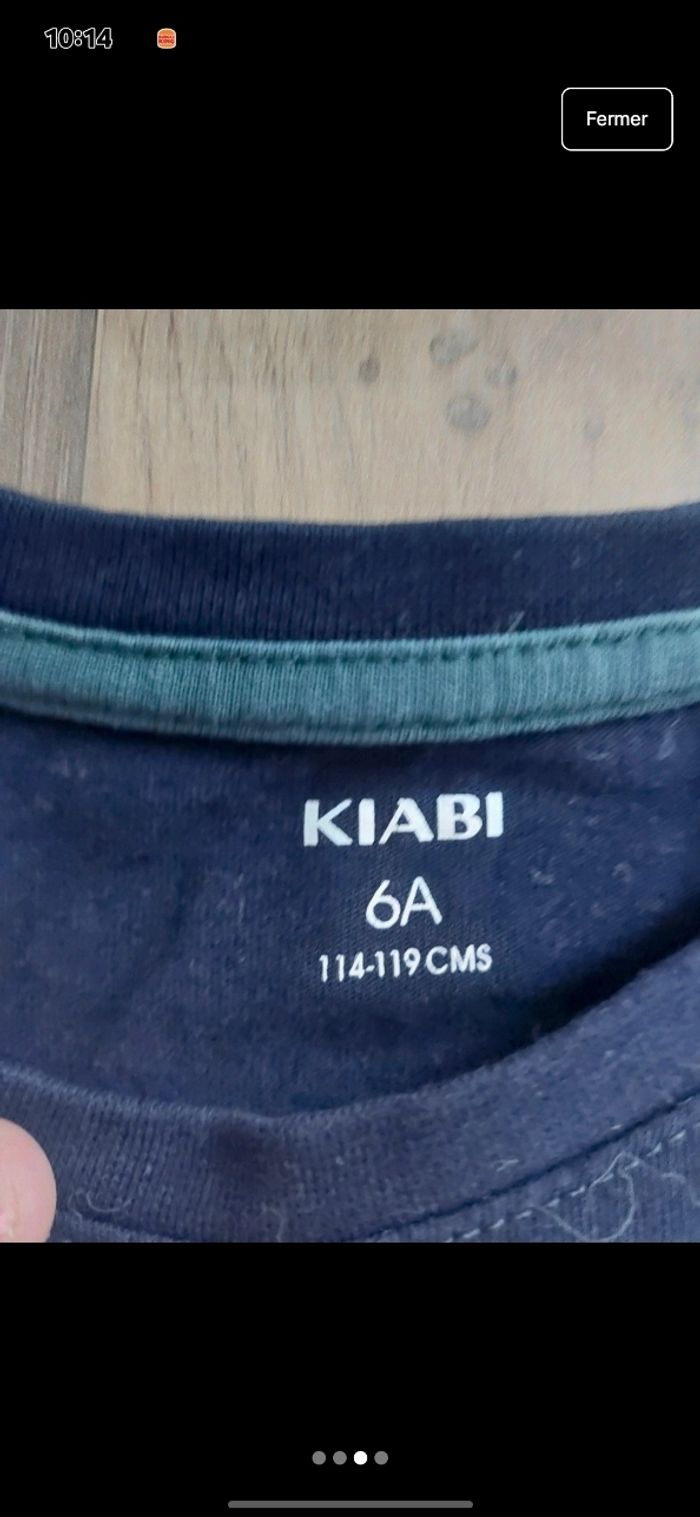 10:14
Fermer
KIABI
6A
114-119 CMS